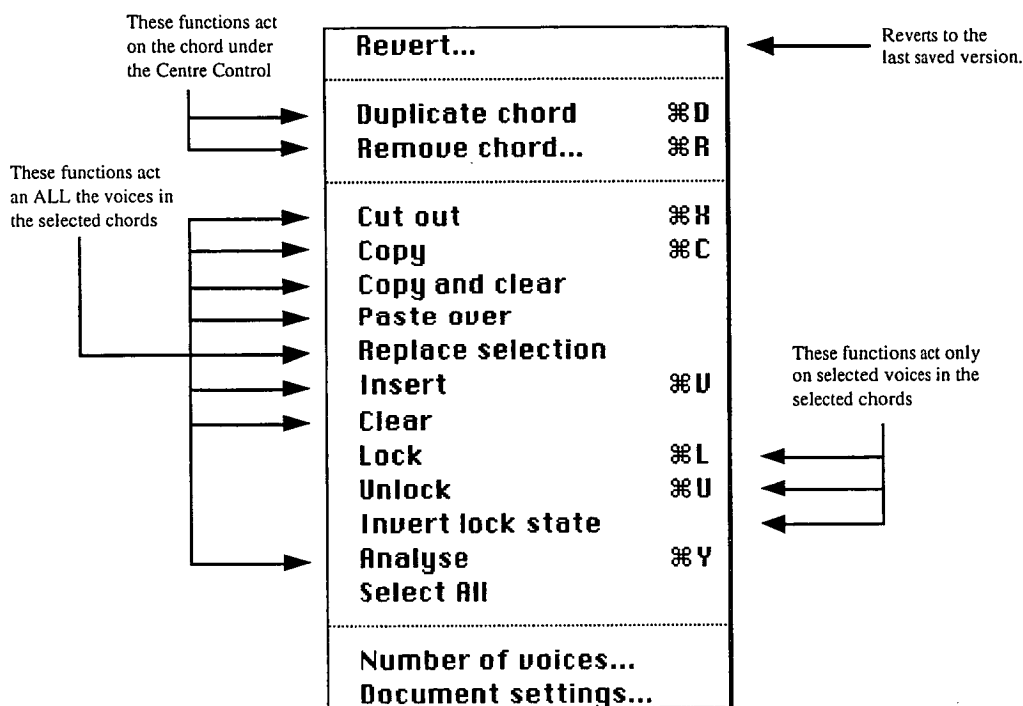 These functions act
on the chord under
the Centre Control
Revert...
Reverts to the
last saved version.
Duplicate chord ⌘D
Remove chord... ⌘R
These functions act
an ALL the voices in
the selected chords
Cut out ⌘X
Copy ⌘C
Copy and clear
Paste over
Replace selection
Insert ⌘V
Clear
Lock ⌘L
Unlock ⌘U
Invert lock state
Analyse ⌘Y
Select All
These functions act only
on selected voices in the
selected chords
Number of voices...
Document settings...